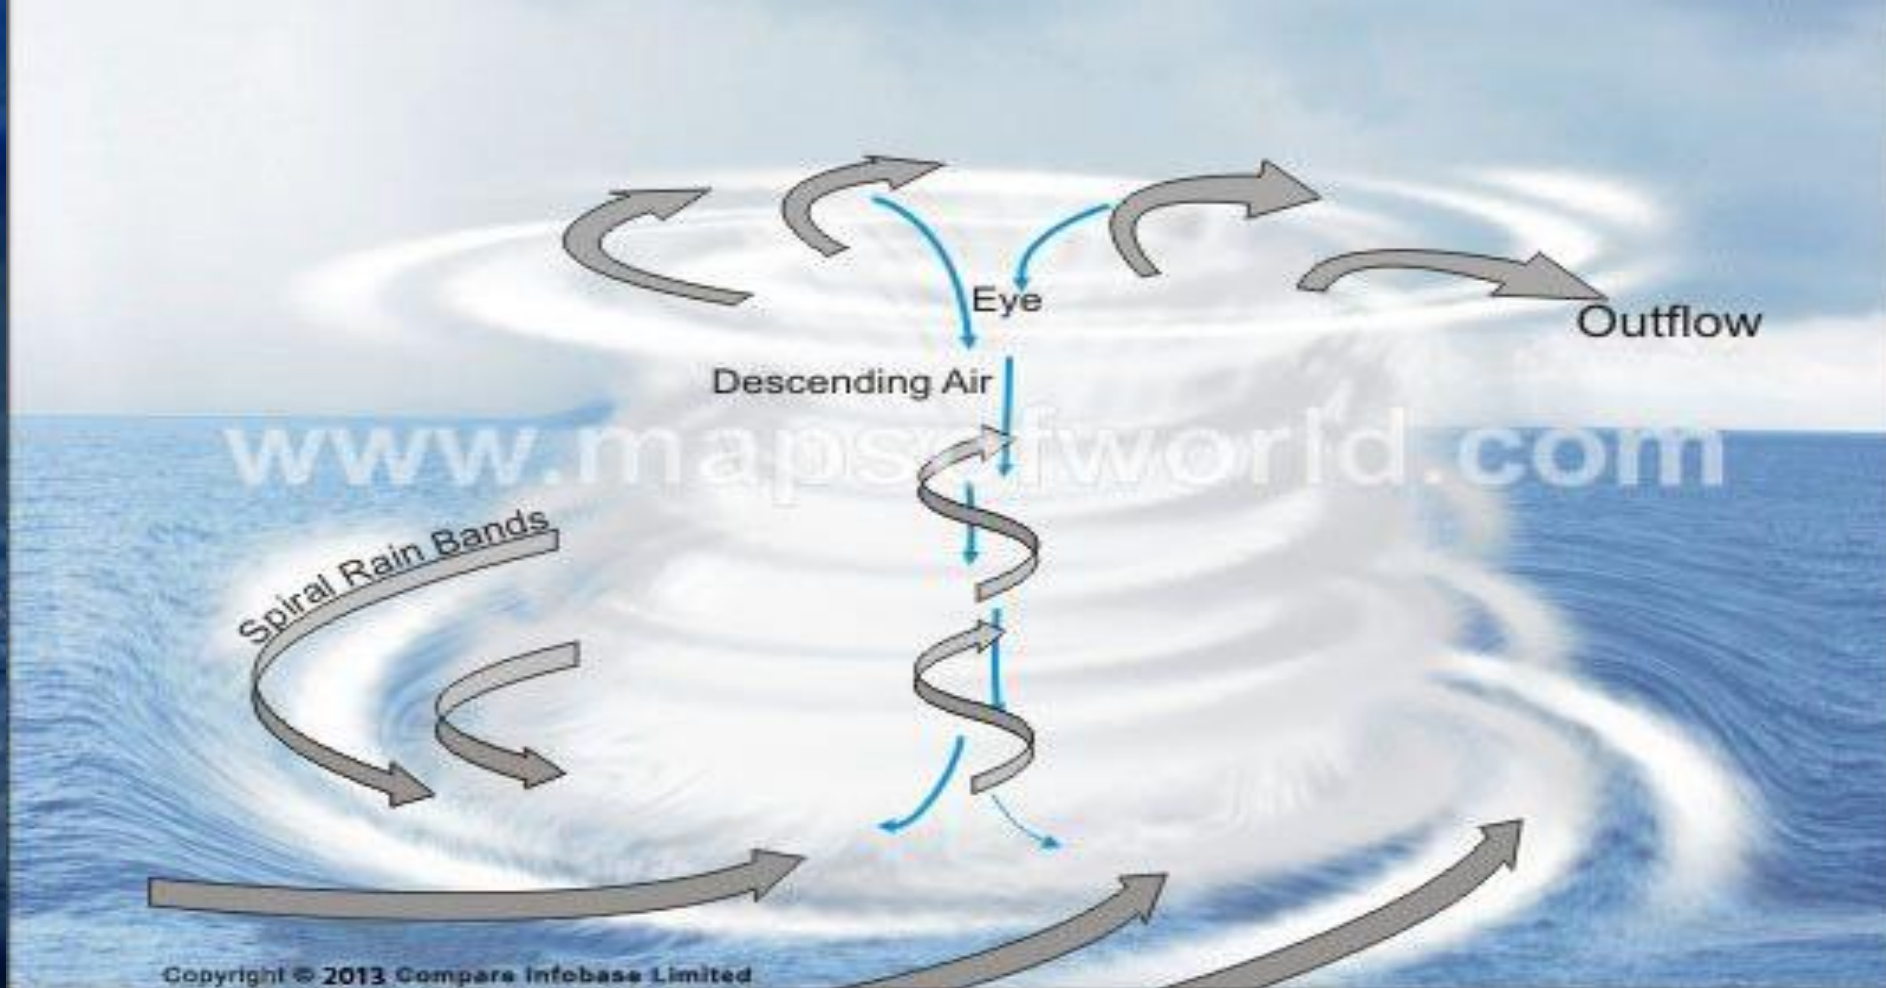 Eye
Outflow
Descending Air
www.mapsofworld.com
Spiral Rain Bands
Copyright © 2013 Compare Infobase Limited